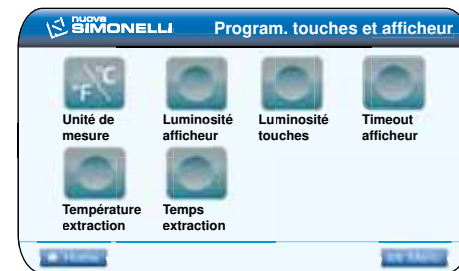 nuova
SIMONELLI
Program. touches et afficheur
°F/°C
Unité de
mesure
Luminosité
afficheur
Luminosité
touches
Timeout
afficheur
Température
extraction
Temps
extraction
Home